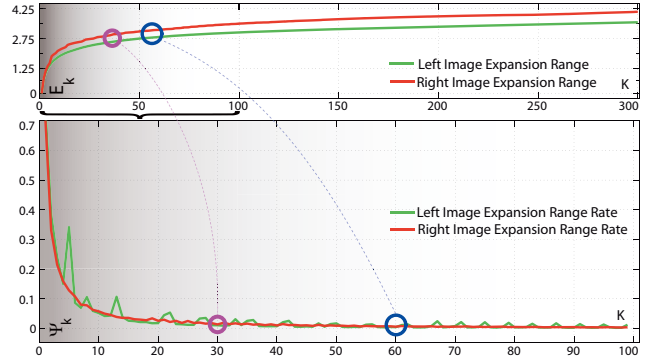 4.25
2.75
1.25
0
E_k
Left Image Expansion Range
Right Image Expansion Range
K
0 50 100 150 200 250 300
0.7
0.6
0.5
0.4
0.3
0.2
0.1
0
Ψ_k
Left Image Expansion Range Rate
Right Image Expansion Range Rate
K
0 10 20 30 40 50 60 70 80 90 100